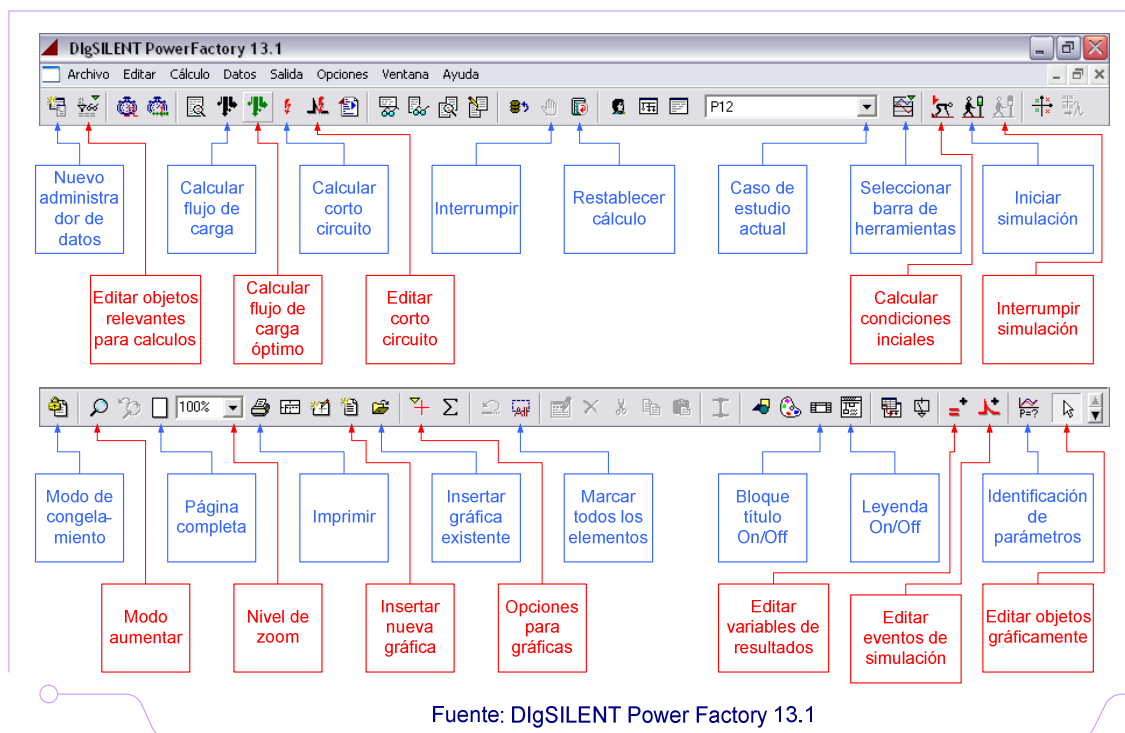 DIgSILENT PowerFactory 13.1
Archivo Editar Cálculo Datos Salida Opciones Ventana Ayuda
P12
Nuevo
administra
dor de
datos
Calcular
flujo de
carga
Calcular
corto
circuito
Interrumpir
Restablecer
cálculo
Caso de
estudio
actual
Seleccionar
barra de
herramientas
Iniciar
simulación
Editar objetos
relevantes
para calculos
Calcular
flujo de
carga
óptimo
Editar
corto
circuito
Calcular
condiciones
inciales
Interrumpir
simulación
100%
P=?
Modo de
congela-
miento
Página
completa
Imprimir
Insertar
gráfica
existente
Marcar
todos los
elementos
Bloque
título
On/Off
Leyenda
On/Off
Identificación
de
parámetros
Modo
aumentar
Nivel de
zoom
Insertar
nueva
gráfica
Opciones
para
gráficas
Editar
variables de
resultados
Editar
eventos de
simulación
Editar objetos
gráficamente
Fuente: DIgSILENT Power Factory 13.1